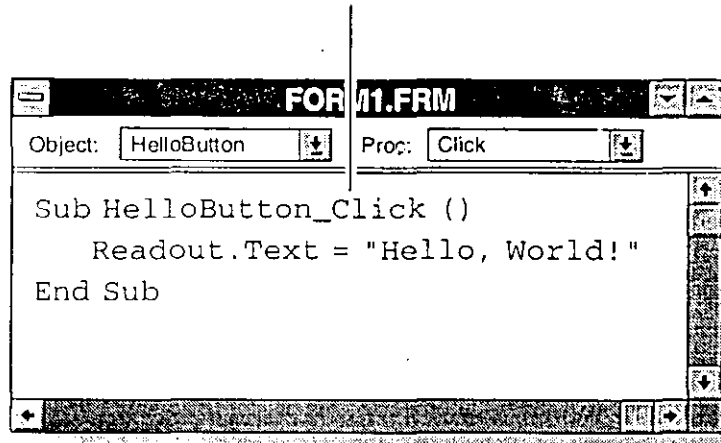 FORM1.FRM
Object: HelloButton Proc: Click
Sub HelloButton_Click ()
Readout.Text = "Hello, World!"
End Sub